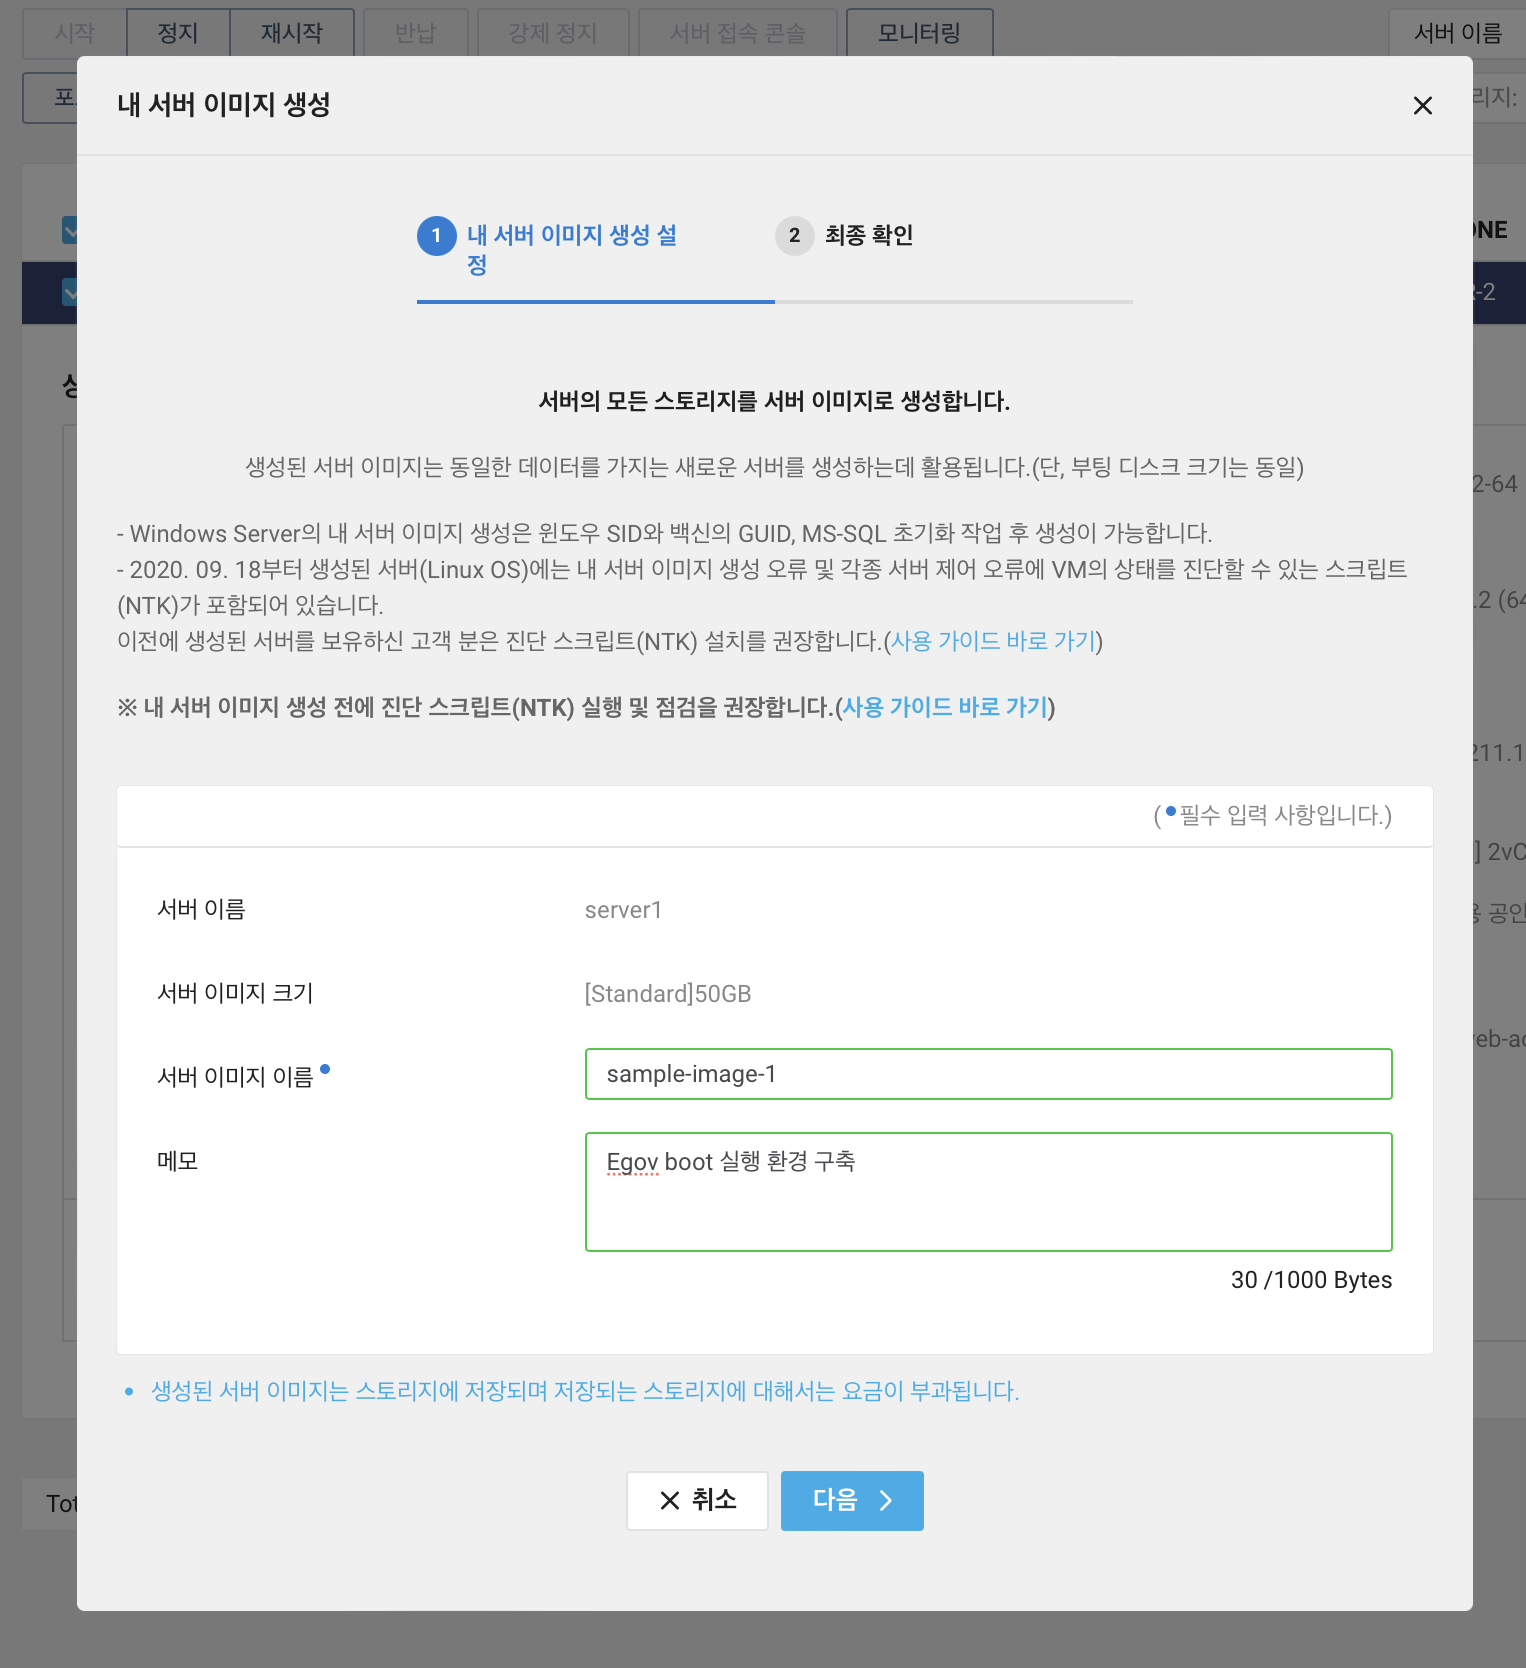 시작 정지 재시작 반납 강제 정지 서버 접속 콘솔 모니터링 서버 이름
리지:
내 서버 이미지 생성
1 내 서버 이미지 생성 설
정
2 최종 확인
ONE
R-2
서버의 모든 스토리지를 서버 이미지로 생성합니다.
생성된 서버 이미지는 동일한 데이터를 가지는 새로운 서버를 생성하는데 활용됩니다.(단, 부팅 디스크 크기는 동일)
2-64
- Windows Server의 내 서버 이미지 생성은 윈도우 SID와 백신의 GUID, MS-SQL 초기화 작업 후 생성이 가능합니다.
- 2020. 09. 18부터 생성된 서버(Linux OS)에는 내 서버 이미지 생성 오류 및 각종 서버 제어 오류에 VM의 상태를 진단할 수 있는 스크립트
(NTK)가 포함되어 있습니다.
.2 (64
이전에 생성된 서버를 보유하신 고객 분은 진단 스크립트(NTK) 설치를 권장합니다.(사용 가이드 바로 가기)
※ 내 서버 이미지 생성 전에 진단 스크립트(NTK) 실행 및 점검을 권장합니다.(사용 가이드 바로 가기)
211.1
( •필수 입력 사항입니다.)
] 2vC
서버 이름 server1
용 공인
서버 이미지 크기 [Standard]50GB
web-ac
서버 이미지 이름 • sample-image-1
메모 Egov boot 실행 환경 구축
30 /1000 Bytes
• 생성된 서버 이미지는 스토리지에 저장되며 저장되는 스토리지에 대해서는 요금이 부과됩니다.
취소 다음
Tot